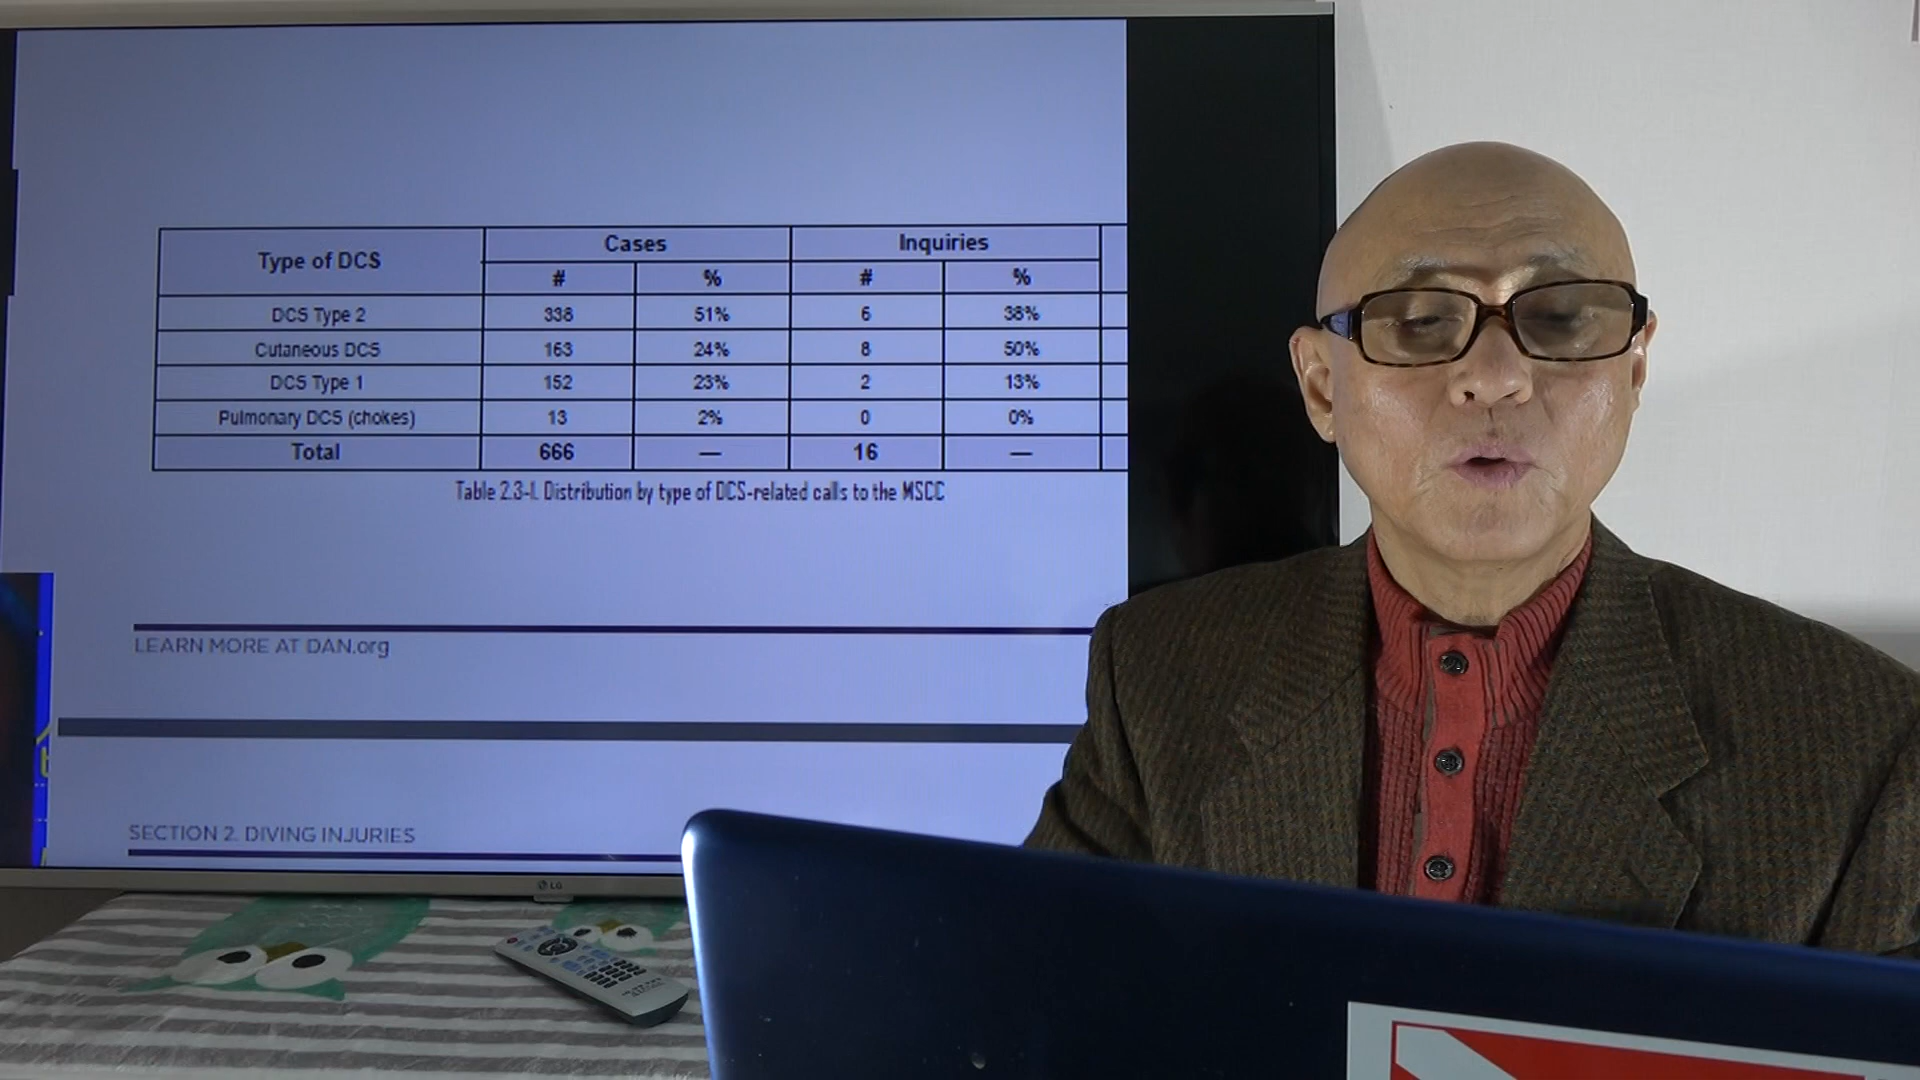 Type of DCS Cases Inquiries
# % # %
DCS Type 2 338 51% 6 38%
Cutaneous DCS 163 24% 8 50%
DCS Type 1 152 23% 2 13%
Pulmonary DCS (chokes) 13 2% 0 0%
Total 666 — 16 —
Table 2.3-1. Distribution by type of DCS-related calls to the MSCC
LEARN MORE AT DAN.org
SECTION 2. DIVING INJURIES
LG